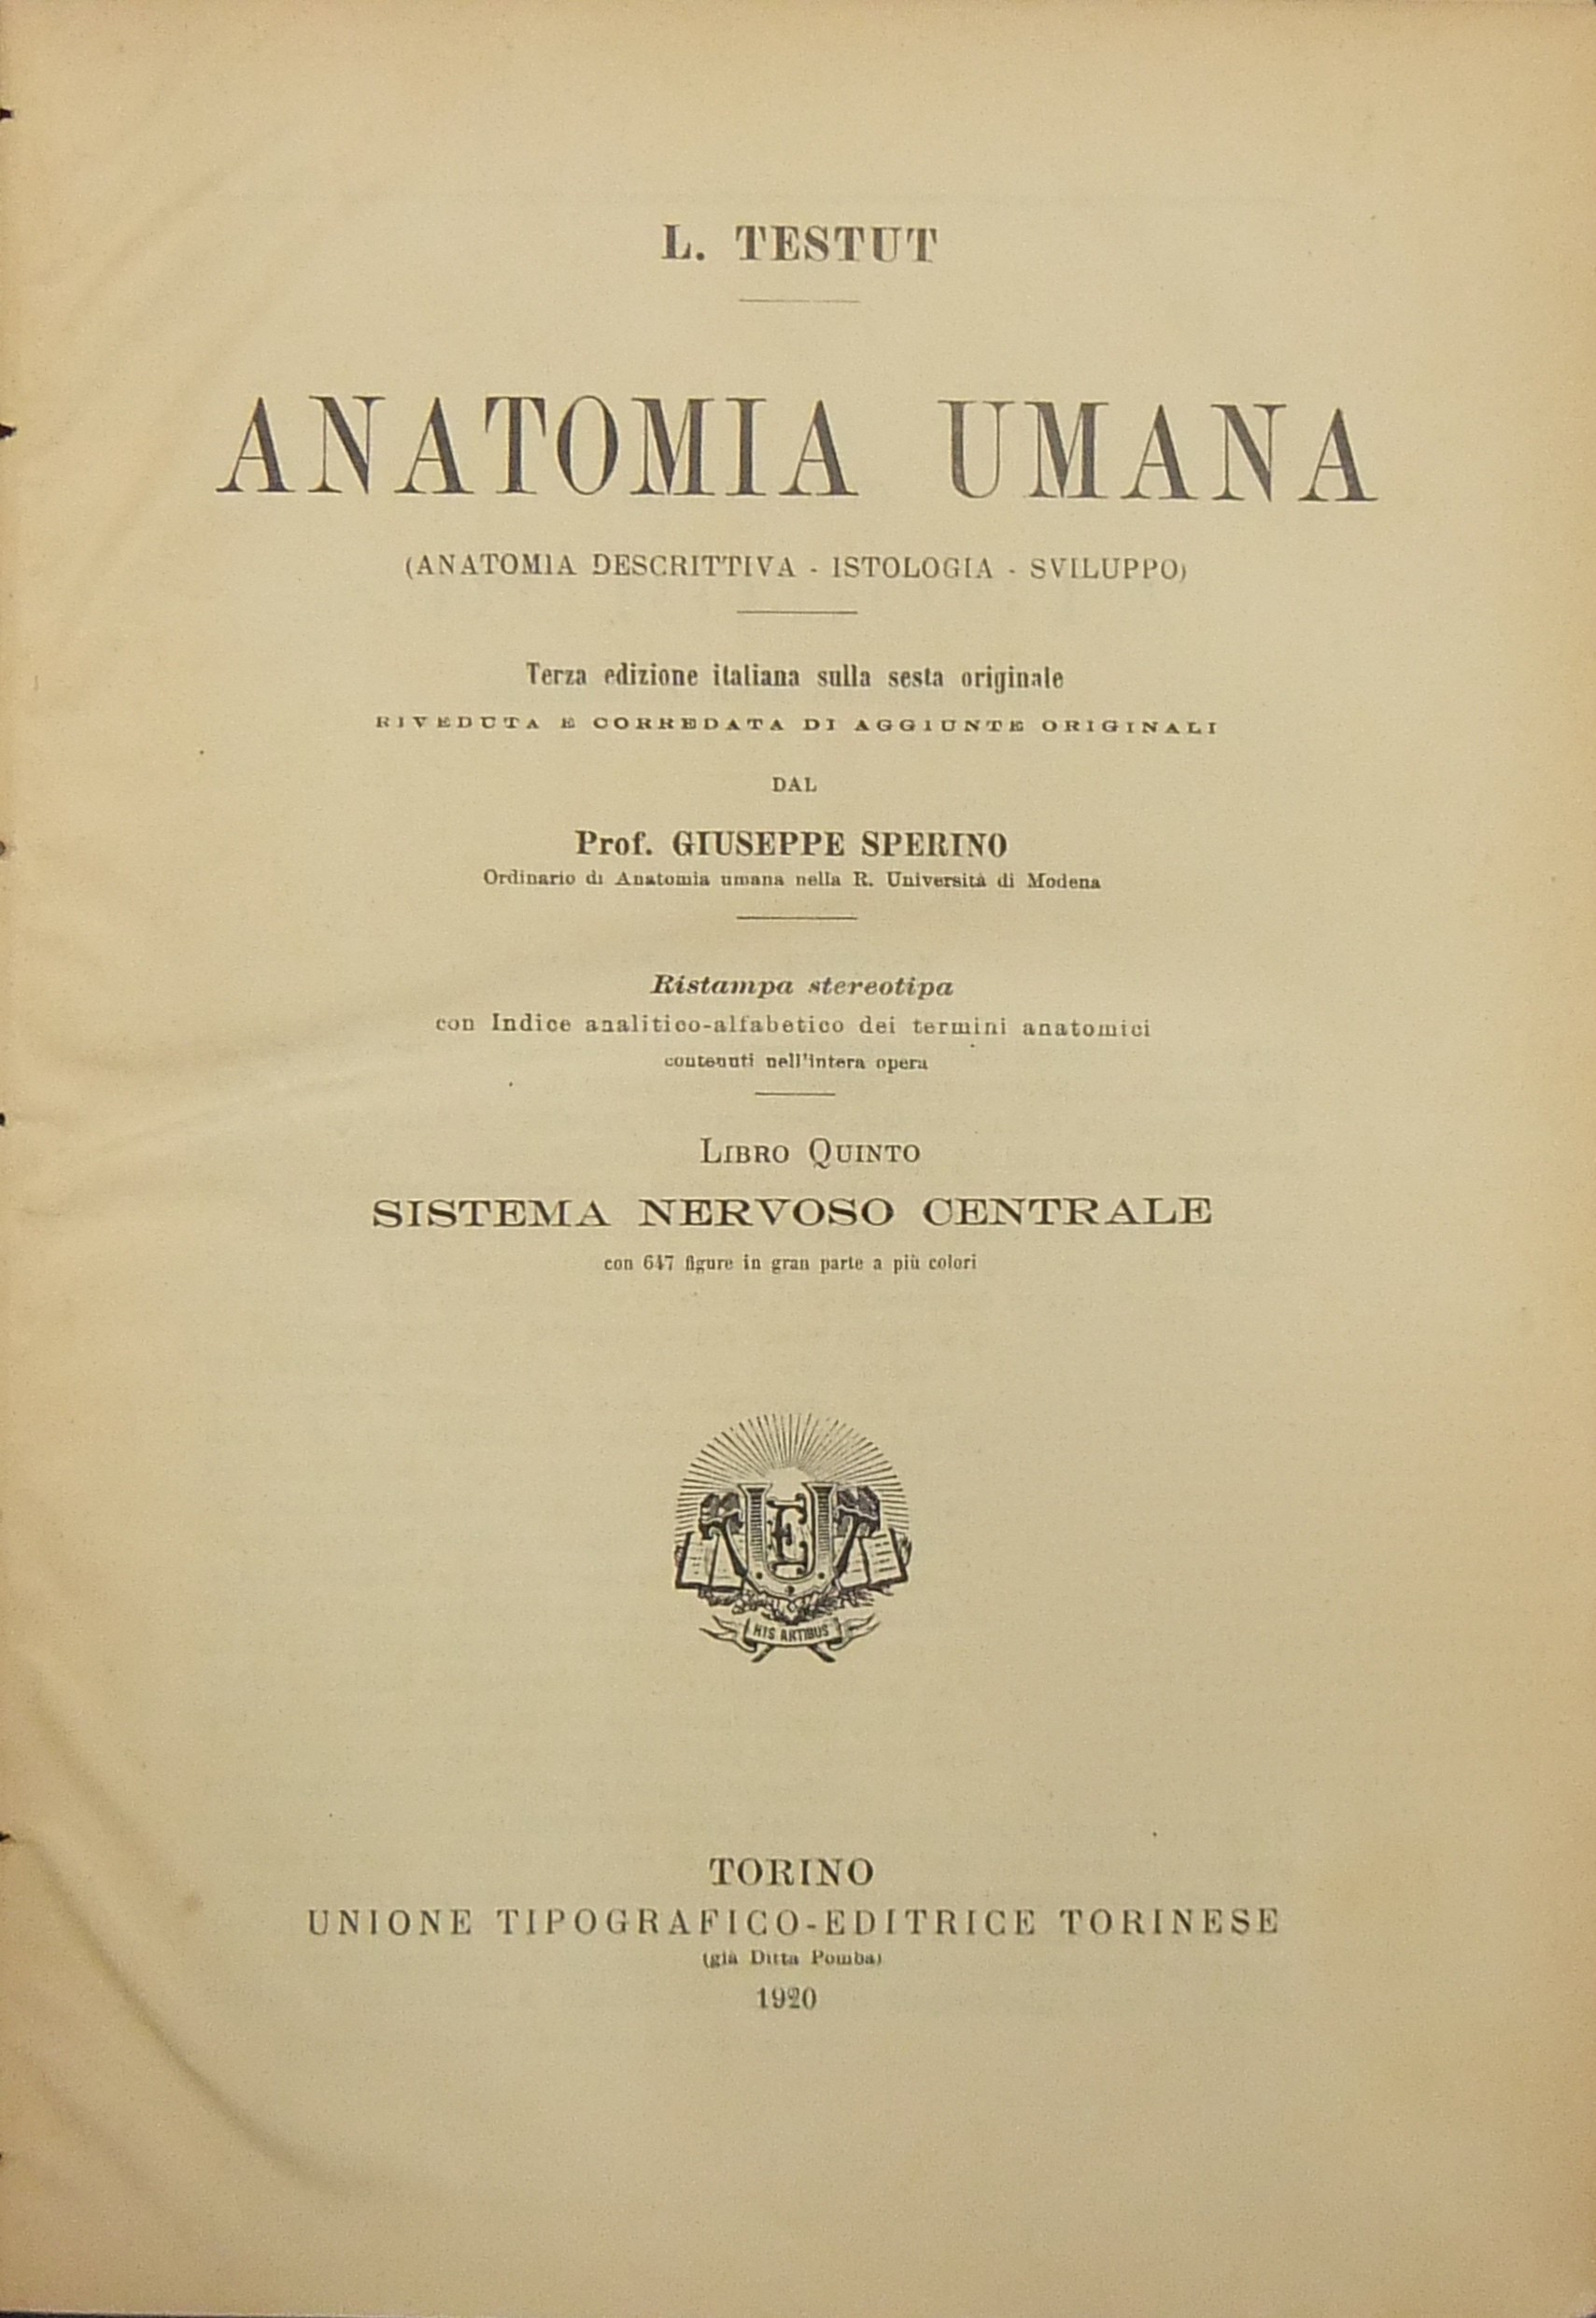 L. TESTUT
ANATOMIA UMANA
(ANATOMIA DESCRITTIVA - ISTOLOGIA - SVILUPPO)
Terza edizione italiana sulla sesta originale
RIVEDUTA E CORREDATA DI AGGIUNTE ORIGINALI
DAL
Prof. GIUSEPPE SPERINO
Ordinario di Anatomia umana nella R. Università di Modena
Ristampa stereotipa
con Indice analitico-alfabetico dei termini anatomici
contenuti nell'intera opera
LIBRO QUINTO
SISTEMA NERVOSO CENTRALE
con 647 figure in gran parte a più colori
UE
HIS ARTIBUS
TORINO
UNIONE TIPOGRAFICO-EDITRICE TORINESE
(già Ditta Pomba)
1920